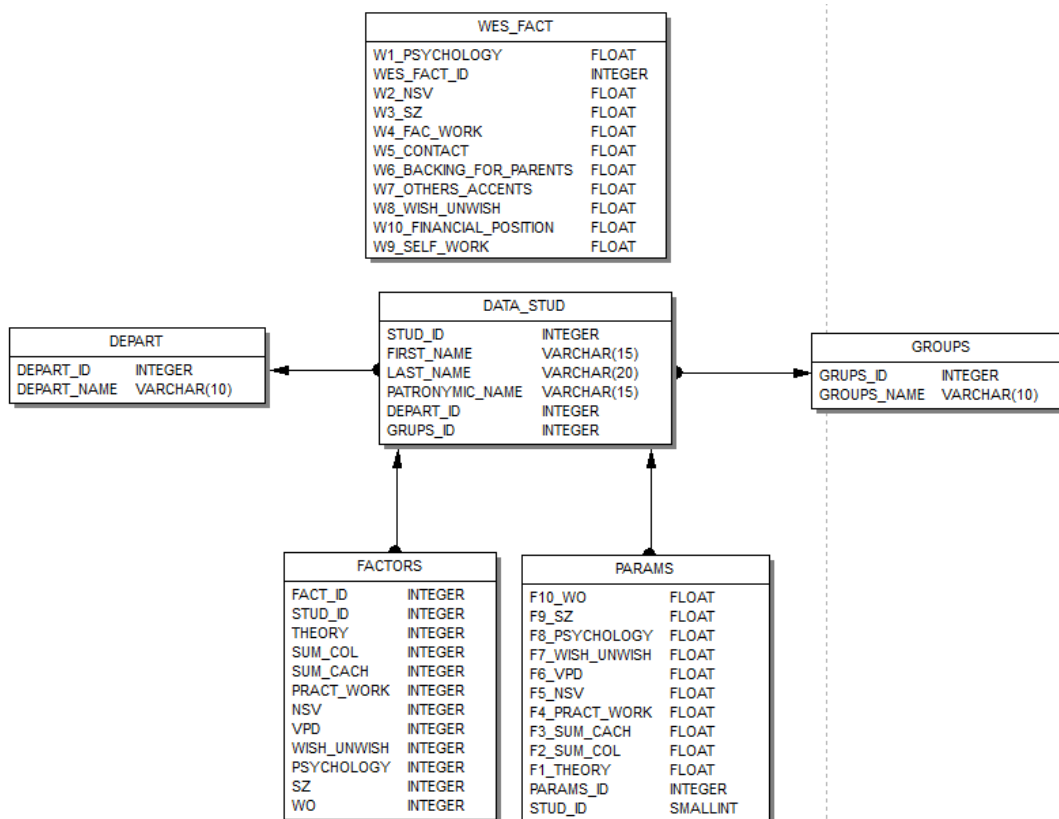 WES_FACT
W1_PSYCHOLOGY FLOAT
WES_FACT_ID INTEGER
W2_NSV FLOAT
W3_SZ FLOAT
W4_FAC_WORK FLOAT
W5_CONTACT FLOAT
W6_BACKING_FOR_PARENTS FLOAT
W7_OTHERS_ACCENTS FLOAT
W8_WISH_UNWISH FLOAT
W10_FINANCIAL_POSITION FLOAT
W9_SELF_WORK FLOAT
DEPART
DEPART_ID INTEGER
DEPART_NAME VARCHAR(10)
DATA_STUD
STUD_ID INTEGER
FIRST_NAME VARCHAR(15)
LAST_NAME VARCHAR(20)
PATRONYMIC_NAME VARCHAR(15)
DEPART_ID INTEGER
GRUPS_ID INTEGER
GROUPS
GRUPS_ID INTEGER
GROUPS_NAME VARCHAR(10)
FACTORS
FACT_ID INTEGER
STUD_ID INTEGER
THEORY INTEGER
SUM_COL INTEGER
SUM_CACH INTEGER
PRACT_WORK INTEGER
NSV INTEGER
VPD INTEGER
WISH_UNWISH INTEGER
PSYCHOLOGY INTEGER
SZ INTEGER
WO INTEGER
PARAMS
F10_WO FLOAT
F9_SZ FLOAT
F8_PSYCHOLOGY FLOAT
F7_WISH_UNWISH FLOAT
F6_VPD FLOAT
F5_NSV FLOAT
F4_PRACT_WORK FLOAT
F3_SUM_CACH FLOAT
F2_SUM_COL FLOAT
F1_THEORY FLOAT
PARAMS_ID INTEGER
STUD_ID SMALLINT